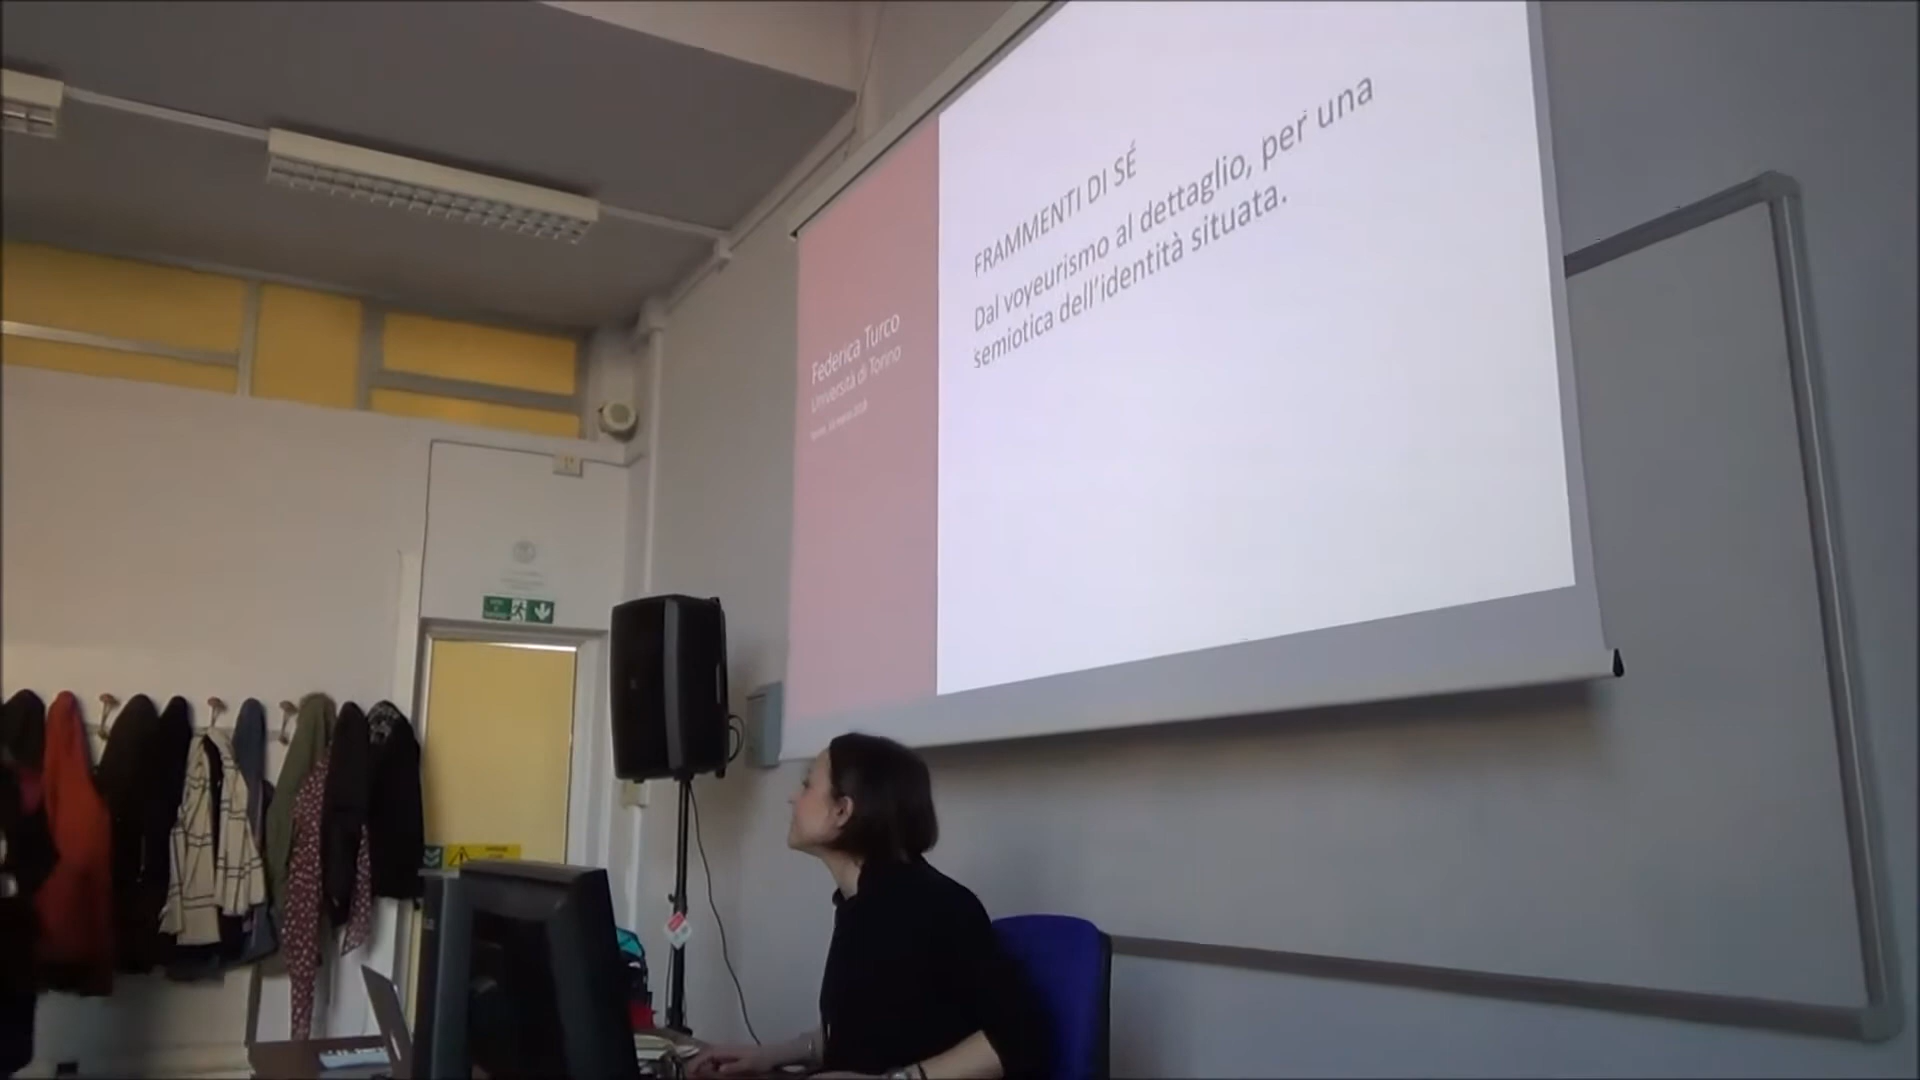 Federica Turco
Università di Torino
FRAMMENTI DI SÉ
Dal voyeurismo al dettaglio, per una
semiotica dell'identità situata.